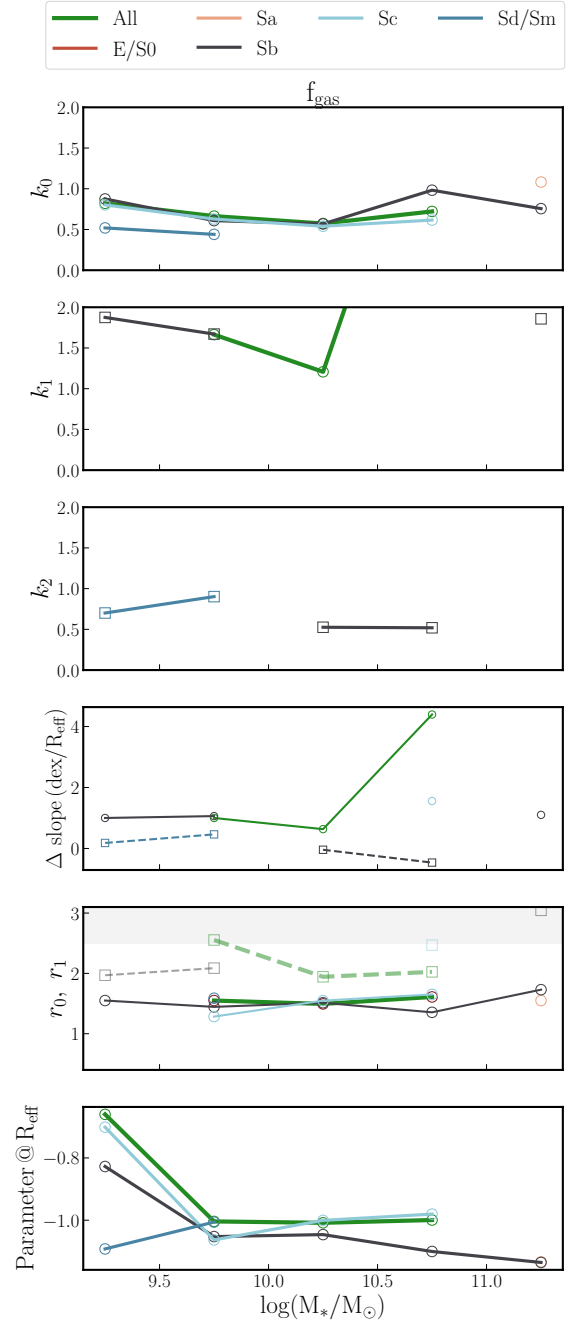 All Sa Sc Sd/Sm
E/S0 Sb
f_gas
2.0
1.5
k_0
1.0
0.5
0.0
2.0
1.5
k_1
1.0
0.5
0.0
2.0
1.5
k_2
1.0
0.5
0.0
4
Δ slope (dex/R_eff)
2
0
3
r_0, r_1
2
1
Parameter @ R_eff
−0.8
−1.0
9.5 10.0 10.5 11.0
log(M_*/M_⊙)